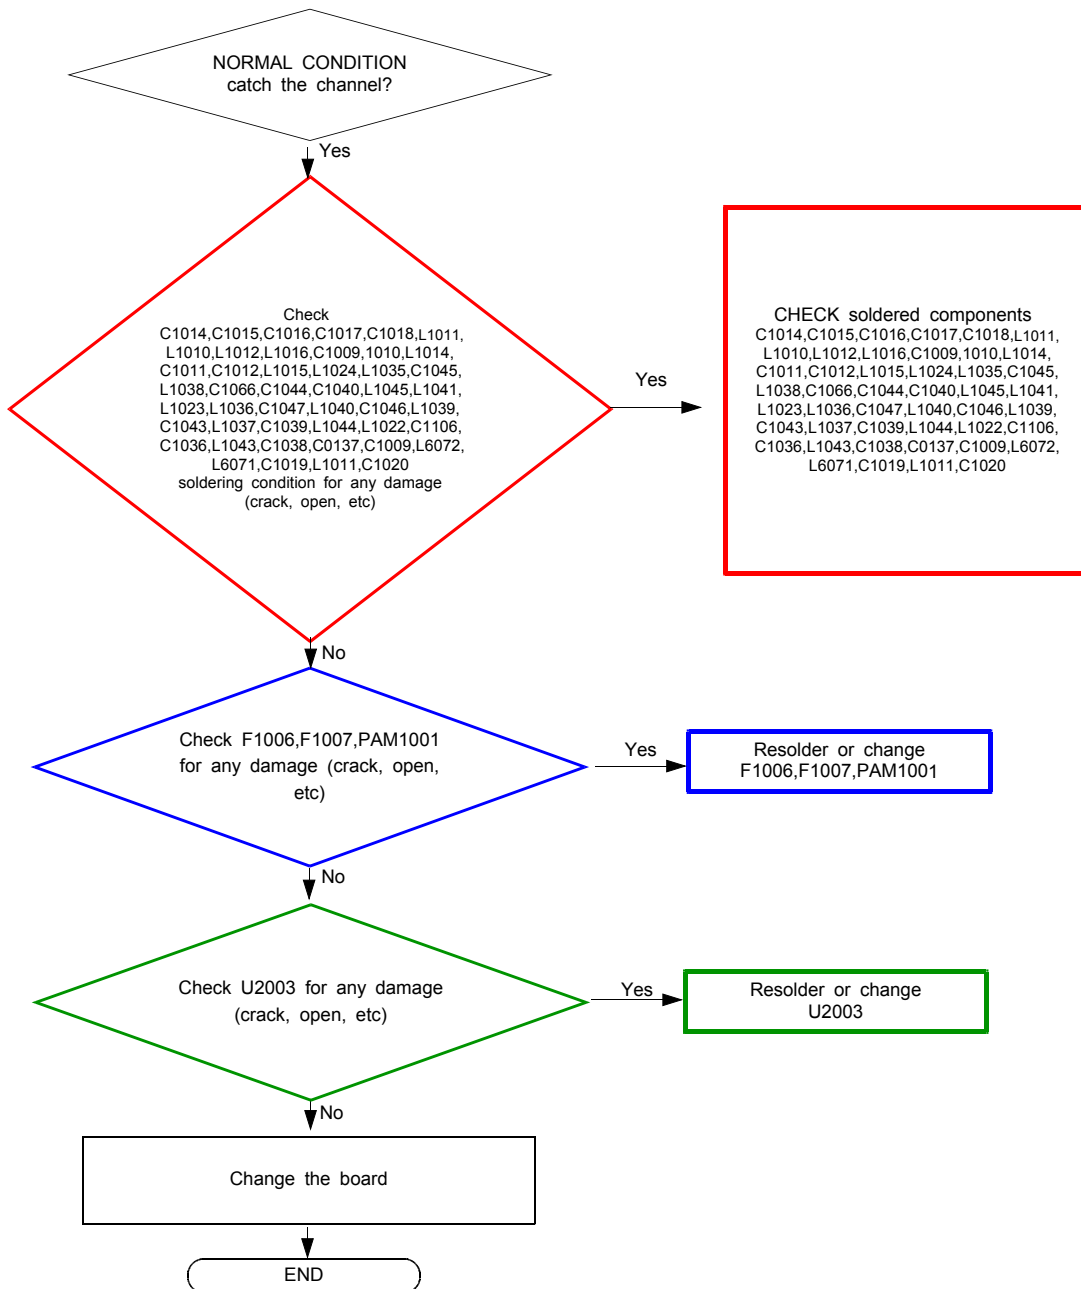 NORMAL CONDITION
catch the channel?
Yes
Check
C1014,C1015,C1016,C1017,C1018,L1011,
L1010,L1012,L1016,C1009,1010,L1014,
C1011,C1012,L1015,L1024,L1035,C1045,
L1038,C1066,C1044,C1040,L1045,L1041,
L1023,L1036,C1047,L1040,C1046,L1039,
C1043,L1037,C1039,L1044,L1022,C1106,
C1036,L1043,C1038,C0137,C1009,L6072,
L6071,C1019,L1011,C1020
soldering condition for any damage
(crack, open, etc)
Yes
CHECK soldered components
C1014,C1015,C1016,C1017,C1018,L1011,
L1010,L1012,L1016,C1009,1010,L1014,
C1011,C1012,L1015,L1024,L1035,C1045,
L1038,C1066,C1044,C1040,L1045,L1041,
L1023,L1036,C1047,L1040,C1046,L1039,
C1043,L1037,C1039,L1044,L1022,C1106,
C1036,L1043,C1038,C0137,C1009,L6072,
L6071,C1019,L1011,C1020
No
Check F1006,F1007,PAM1001
for any damage (crack, open,
etc)
Yes
Resolder or change
F1006,F1007,PAM1001
No
Check U2003 for any damage
(crack, open, etc)
Yes
Resolder or change
U2003
No
Change the board
END